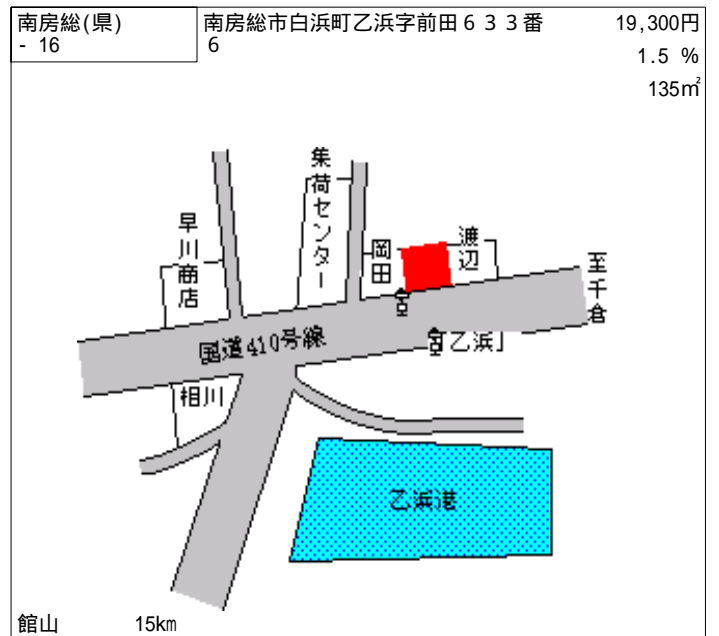 南房総(県)
- 16
南房総市白浜町乙浜字前田６３３番
6
19,300円
1.5 %
135㎡
集荷センター
早川商店
岡田
渡辺
至千倉
国道410号線
「乙浜」
相川
乙浜港
館山
15km